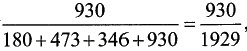 930 / (180+473+346+930) = 930 / 1929,